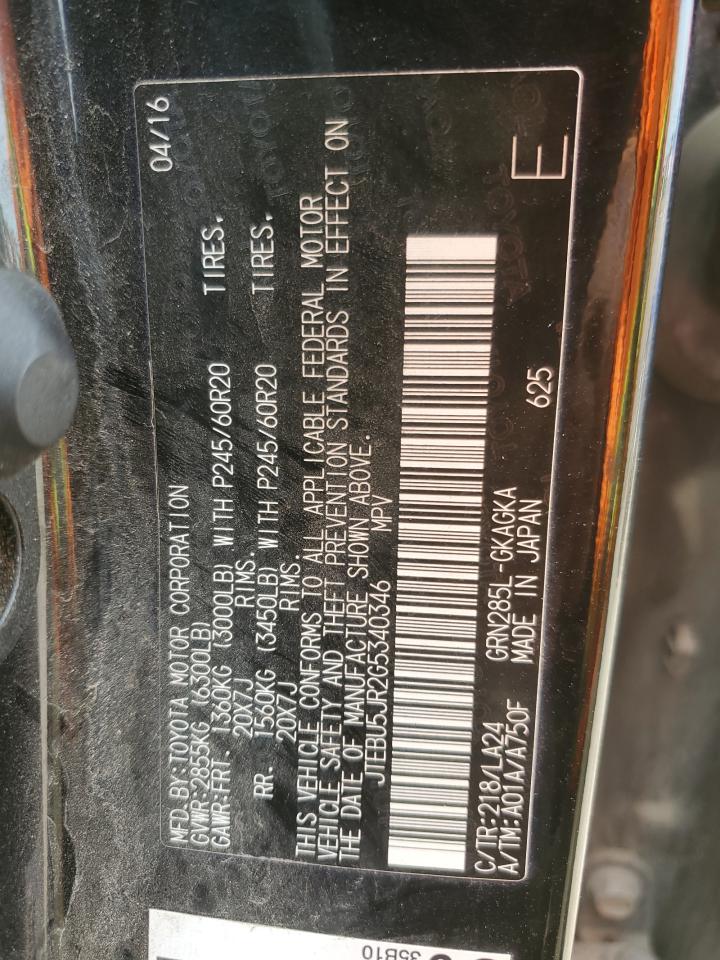 MFD.BY:TOYOTA MOTOR CORPORATION 04/16
GVWR:2855KG (6300LB)
GAWR:FRT. 1360KG (3000LB) WITH P245/60R20 TIRES.
20X7J RIMS.
RR. 1560KG (3450LB) WITH P245/60R20 TIRES.
20X7J RIMS.
THIS VEHICLE CONFORMS TO ALL APPLICABLE FEDERAL MOTOR
VEHICLE SAFETY AND THEFT PREVENTION STANDARDS IN EFFECT ON
THE DATE OF MANUFACTURE SHOWN ABOVE.
JTEBU5JR2G5340346 MPV
C/TR:218/LA24 GRN285L-GKAGKA
A/TM:A01A/A750F MADE IN JAPAN 625 E
35B10